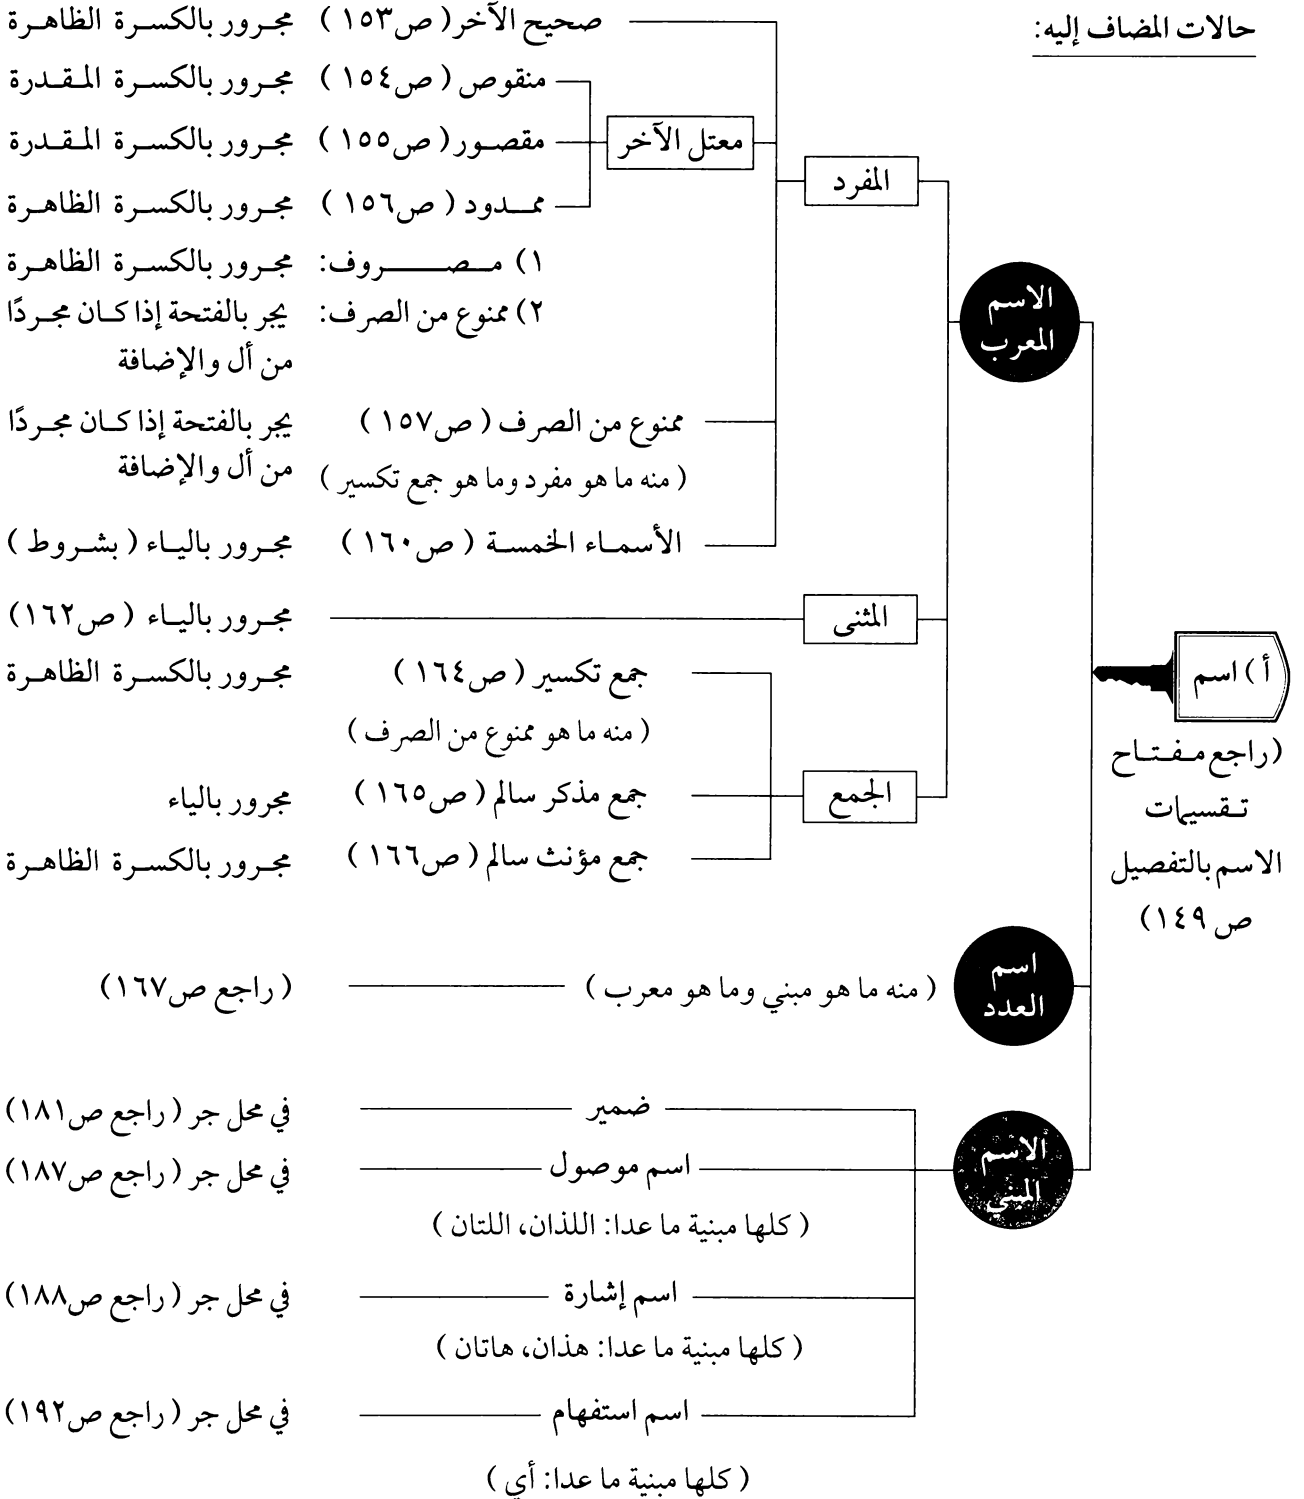 حالات المضاف إليه:
أ) اسم
(راجع مفتاح
تقسيمات
الاسم بالتفصيل
ص ١٤٩)
الاسم
المعرب
المفرد
صحيح الآخر (ص١٥٣) مجرور بالكسرة الظاهرة
معتل الآخر
منقوص (ص١٥٤) مجرور بالكسرة المقدرة
مقصور (ص١٥٥) مجرور بالكسرة المقدرة
ممدود (ص١٥٦) مجرور بالكسرة الظاهرة
١) مصروف: مجرور بالكسرة الظاهرة
٢) ممنوع من الصرف: يجر بالفتحة إذا كان مجردًا
من أل والإضافة
ممنوع من الصرف (ص١٥٧) يجر بالفتحة إذا كان مجردًا
(منه ما هو مفرد وما هو جمع تكسير) من أل والإضافة
الأسماء الخمسة (ص١٦٠) مجرور بالياء (بشروط)
المثنى مجرور بالياء (ص١٦٢)
الجمع
جمع تكسير (ص١٦٤) مجرور بالكسرة الظاهرة
(منه ما هو ممنوع من الصرف)
جمع مذكر سالم (ص١٦٥) مجرور بالياء
جمع مؤنث سالم (ص١٦٦) مجرور بالكسرة الظاهرة
اسم
العدد
(منه ما هو مبني وما هو معرب) (راجع ص١٦٧)
الاسم
المبني
ضمير في محل جر (راجع ص١٨١)
اسم موصول في محل جر (راجع ص١٨٧)
(كلها مبنية ما عدا: اللذان، اللتان)
اسم إشارة في محل جر (راجع ص١٨٨)
(كلها مبنية ما عدا: هذان، هاتان)
اسم استفهام في محل جر (راجع ص١٩٢)
(كلها مبنية ما عدا: أي)